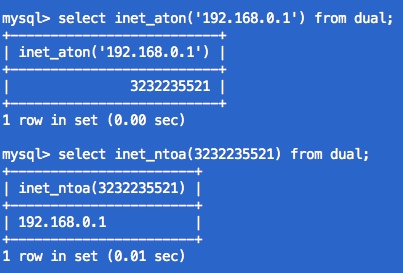 mysql> select inet_aton('192.168.0.1') from dual;
+--------------------------+
| inet_aton('192.168.0.1') |
+--------------------------+
|               3232235521 |
+--------------------------+
1 row in set (0.00 sec)
mysql> select inet_ntoa(3232235521) from dual;
+-----------------------+
| inet_ntoa(3232235521) |
+-----------------------+
| 192.168.0.1           |
+-----------------------+
1 row in set (0.01 sec)